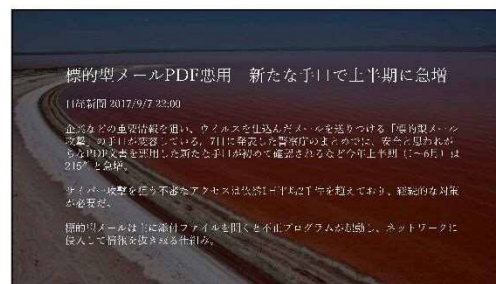 標的型メールPDF悪用　新たな手口で上半期に急増
日経新聞 2017/9/7 22:00
企業などの重要情報を狙い、ウイルスを仕込んだメールを送りつける「標的型メール
攻撃」の手口が変容している。7日に発表した警察庁のまとめでは、安全と思われが
ちなPDF文書を悪用した新たな手口が初めて確認されるなど今年上半期（1〜6月）は
と急増。
サイバー攻撃を狙う不審なアクセスは依然1日平均2千件を超えており、継続的な対策
が必要だ。
標的型メールは主に添付ファイルを開くと不正プログラムが起動し、ネットワークに
侵入して情報を抜き取る仕組み。